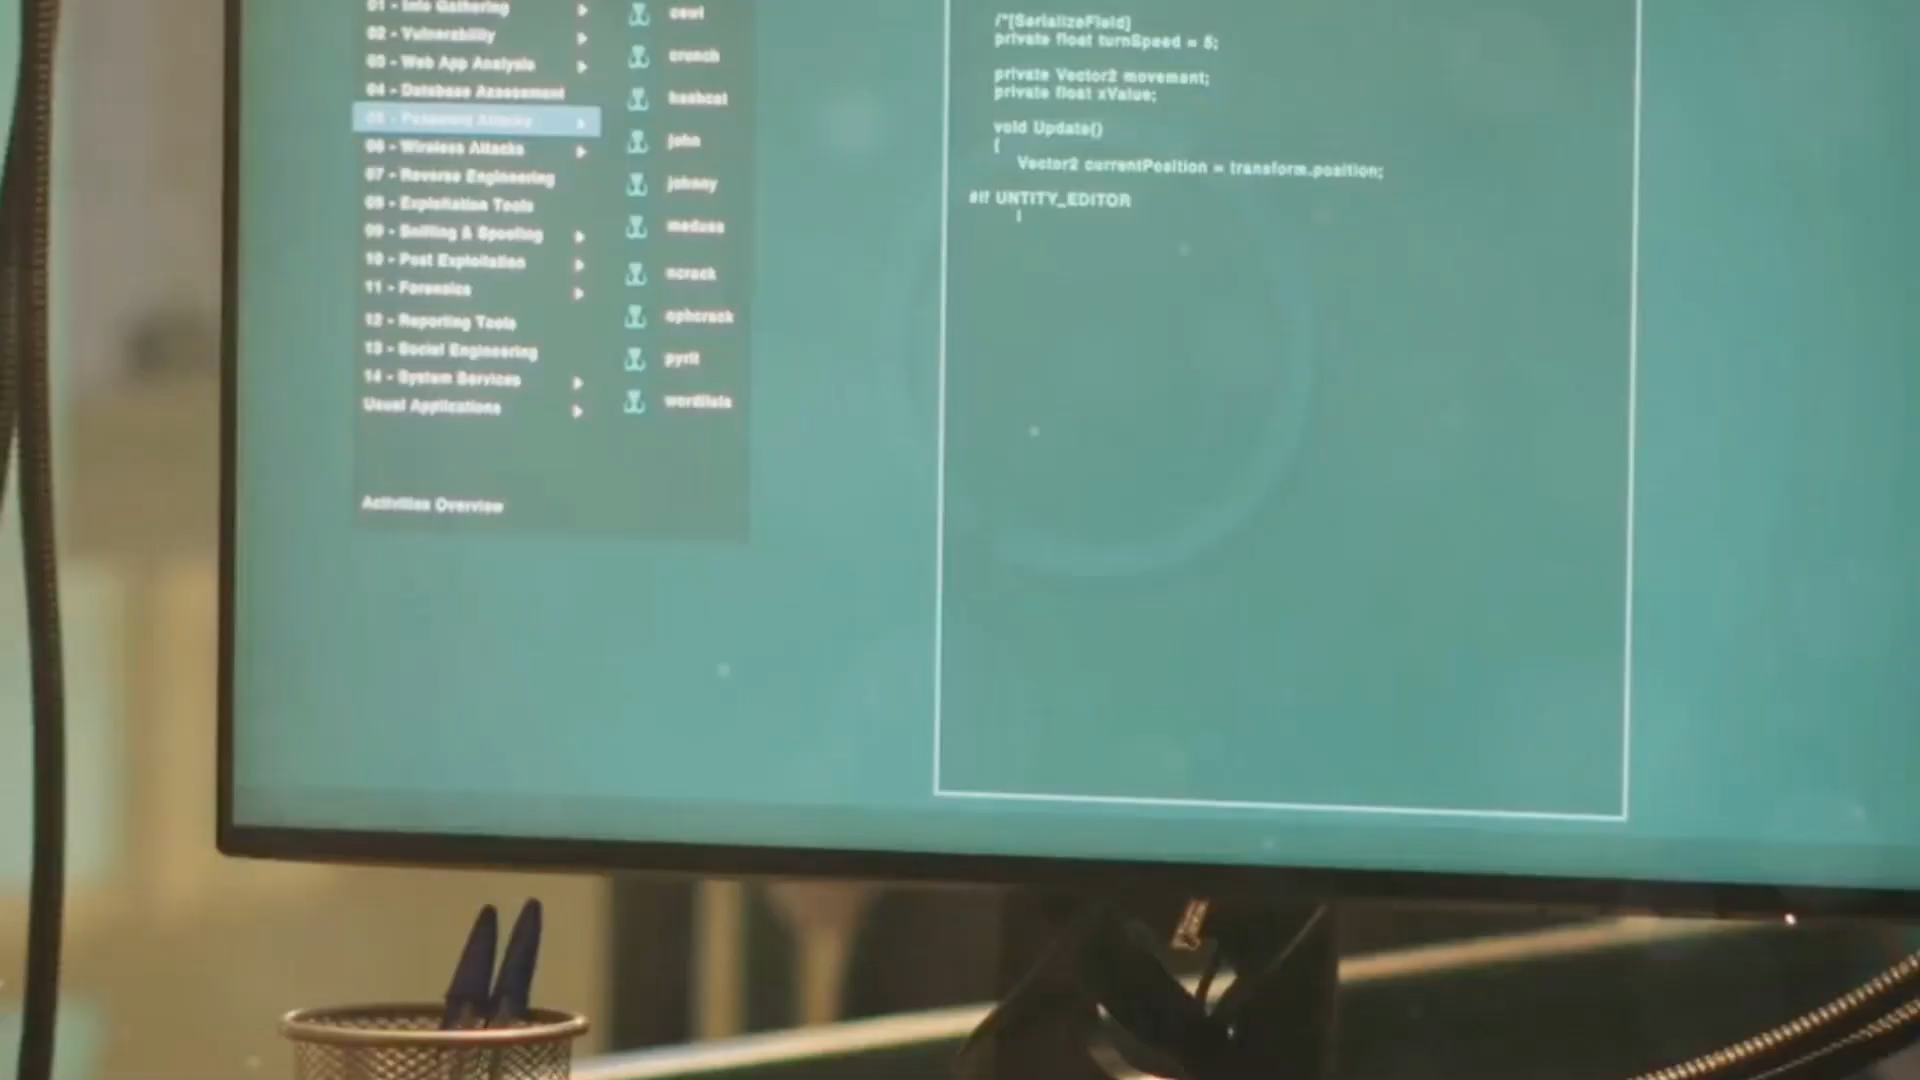 01 - Info Gathering
02 - Vulnerability
03 - Web App Analysis
04 - Database Assessment
05 - Password Attacks
06 - Wireless Attacks
07 - Reverse Engineering
08 - Exploitation Tools
09 - Sniffing & Spoofing
10 - Post Exploitation
11 - Forensics
12 - Reporting Tools
13 - Social Engineering
14 - System Services
Usual Applications
Activities Overview
cewl
crunch
hashcat
john
johnny
medusa
ncrack
ophcrack
pyrit
wordlists
/*[SerializeField]
private float turnSpeed = 5;
private Vector2 movement;
private float xValue;
void Update()
{
Vector2 currentPosition = transform.position;
#if UNTITY_EDITOR